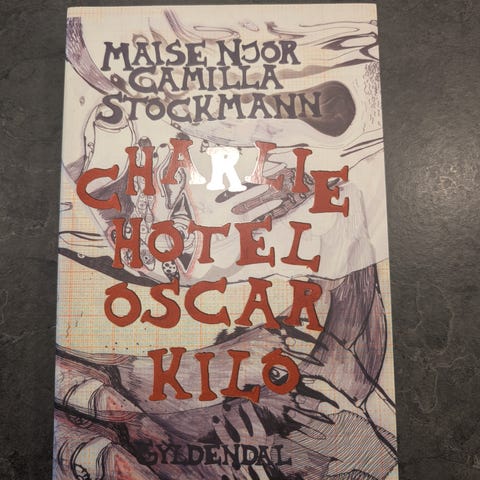 MAISE NJOR
CAMILLA
STOCKMANN
CHARLIE
HOTEL
OSCAR
KILO
GYLDENDAL